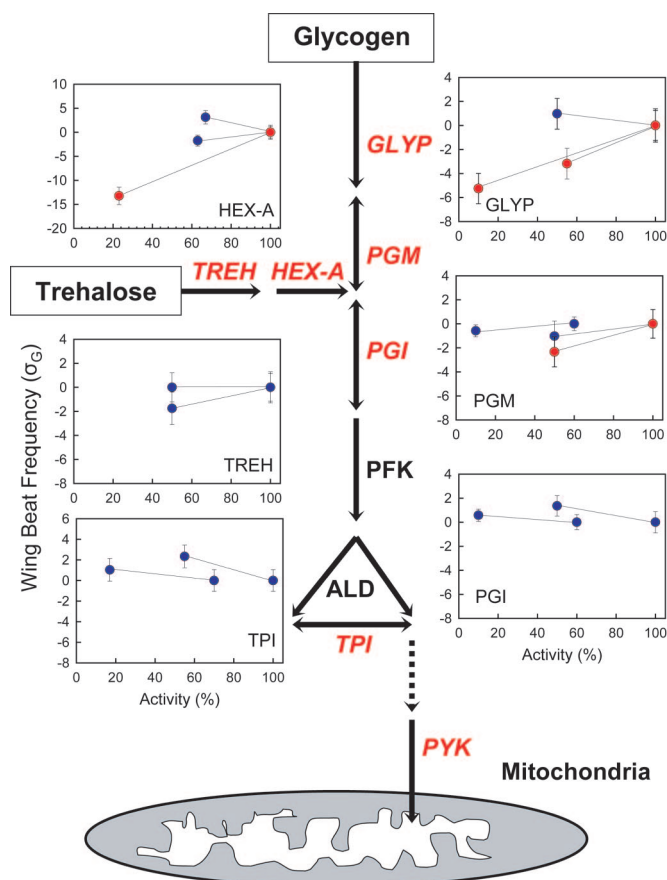 Glycogen
10
5
0
-5
-10
-15
-20
HEX-A
0 20 40 60 80 100
GLYP
4
2
0
-2
-4
-6
-8
GLYP
0 20 40 60 80 100
PGM
TREH HEX-A
Trehalose
PGI
4
2
0
-2
-4
-6
-8
PGM
0 20 40 60 80 100
Wing Beat Frequency (σG)
4
2
0
-2
-4
-6
-8
TREH
0 20 40 60 80 100
PFK
4
2
0
-2
-4
-6
-8
PGI
0 20 40 60 80 100
6
4
2
0
-2
-4
-6
-8
TPI
0 20 40 60 80 100
Activity (%)
ALD
TPI
Activity (%)
PYK
Mitochondria